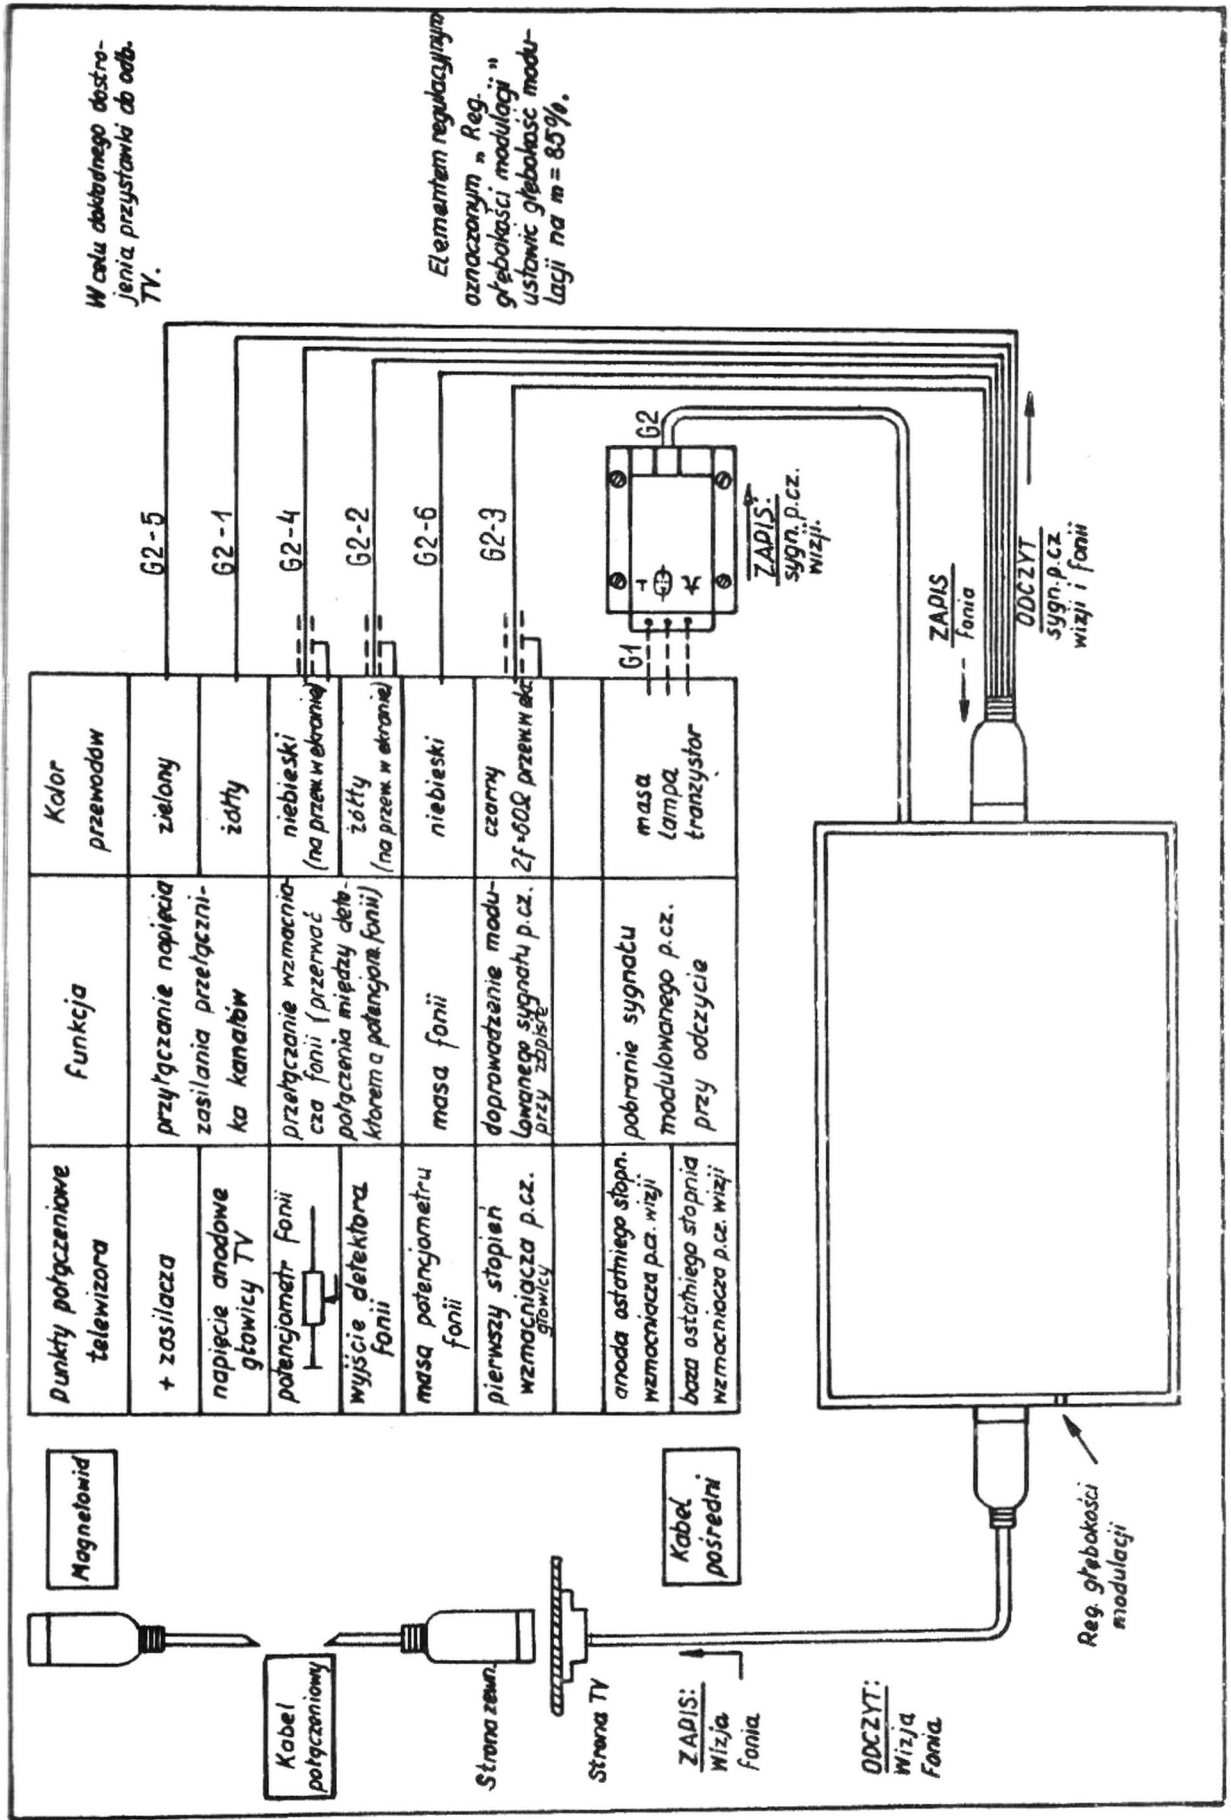 Magnetowid
Kabel
połączeniowy
Strona zewn.
Strona TV
Kabel
pośredni
ZAPIS:
Wizja
fonia
ODCZYT:
Wizja
Fonia
Reg. głębokości
modulacji
Punkty połączeniowe
telewizora
Funkcja
Kolor
przewodów
+ zasilacza
przyłączanie napięcia
zasilania przełączni-
ka kanałów
zielony
G2-5
napięcie anodowe
głowicy TV
żółty
G2-1
potencjometr fonii
przełączanie wzmacnia-
cza fonii (przerwać
połączenia między dete-
ktorem a potencjom. fonii)
niebieski
(na przew. w ekranie)
G2-4
wyjście detektora
fonii
żółty
(na przew. w ekranie)
G2-2
masa potencjometru
fonii
masa fonii
niebieski
G2-6
pierwszy stopień
wzmacniacza p.cz.
głowicy
doprowadzenie modu-
lowanego sygnału p.cz.
przy zapisie
czarny
2f=60Ω przew. w ekr.
G2-3
anoda ostatniego stopn.
wzmacniacza p.cz. wizji
baza ostatniego stopnia
wzmacniacza p.cz. wizji
pobranie sygnału
modulowanego p.cz.
przy odczycie
masa
lampa
tranzystor
G1
G2
ZAPIS:
sygn. p.cz.
wizji.
ZAPIS
fonia
ODCZYT
sygn. p.cz
wizji i fonii
W celu dokładnego dostro-
jenia przystawki do odb.
TV.
Elementem regulacyjnym
oznaczonym „Reg.
głębokości modulacji"
ustawić głębokość modu-
lacji na m = 85%.